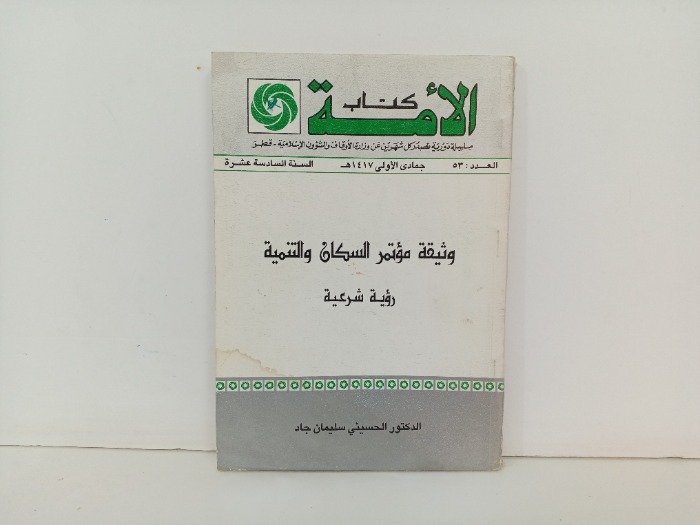 كتاب الأمة
سلسلة دورية تصدر كل شهرين عن وزارة الأوقاف والشؤون الإسلامية - قطر
العدد : ٥٣ جمادى الأولى ١٤١٧هـ السنة السادسة عشرة
وثيقة مؤتمر السكان والتنمية
رؤية شرعية
الدكتور الحسيني سليمان جاد